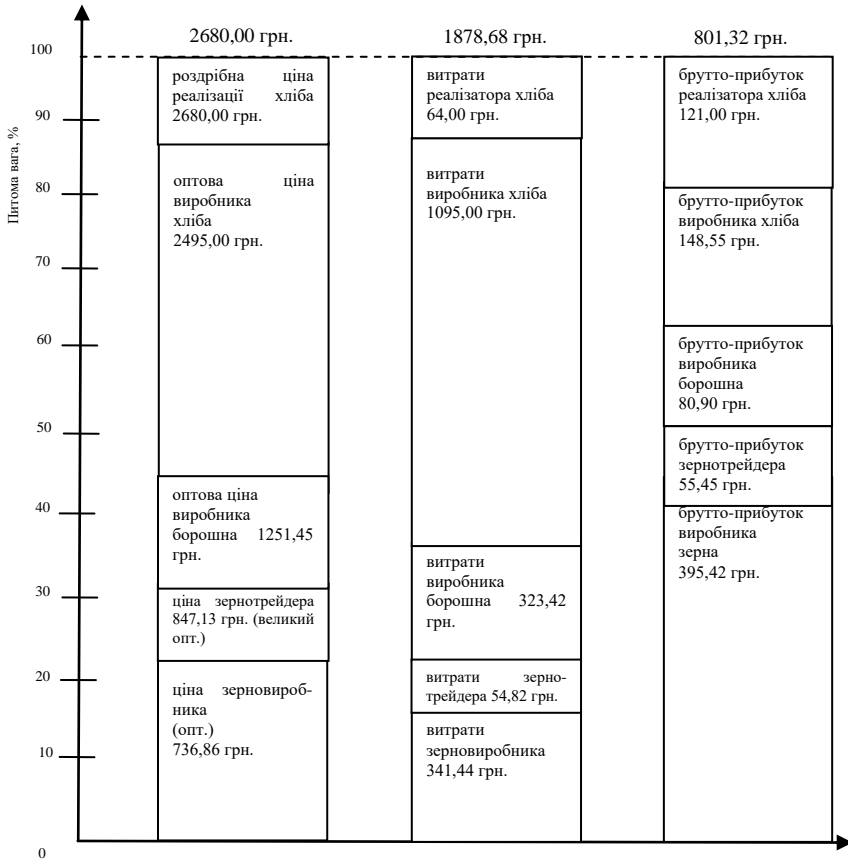 2680,00 грн.
1878,68 грн.
801,32 грн.
Питома вага, %
100
90
80
70
60
50
40
30
20
10
0
роздрібна ціна
реалізації хліба
2680,00 грн.
оптова ціна
виробника
хліба
2495,00 грн.
оптова ціна
виробника
борошна 1251,45
грн.
ціна зернотрейдера
847,13 грн. (великий
опт.)
ціна зерновироб-
ника
(опт.)
736,86 грн.
витрати
реалізатора хліба
64,00 грн.
витрати
виробника хліба
1095,00 грн.
витрати
виробника
борошна 323,42
грн.
витрати зерно-
трейдера 54,82 грн.
витрати
зерновиробника
341,44 грн.
брутто-прибуток
реалізатора хліба
121,00 грн.
брутто-прибуток
виробника хліба
148,55 грн.
брутто-прибуток
виробника
борошна
80,90 грн.
брутто-прибуток
зернотрейдера
55,45 грн.
брутто-прибуток
виробника
зерна
395,42 грн.